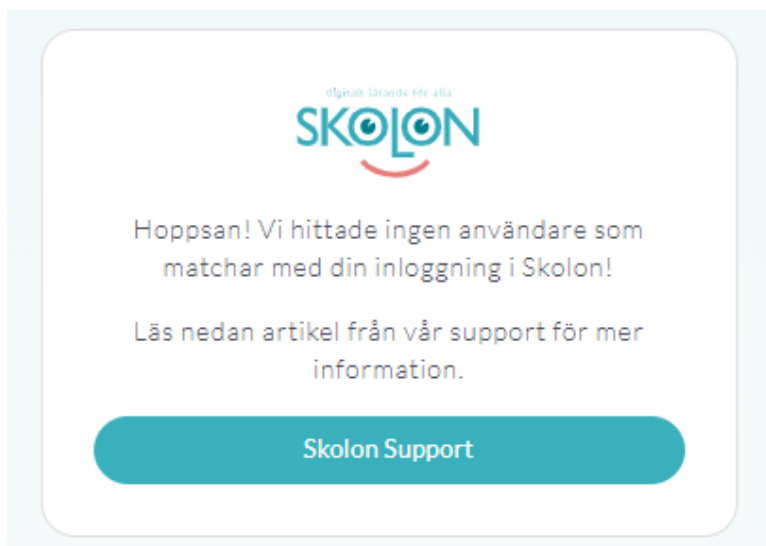 digitalt lärande för alla
SKOLON
Hoppsan! Vi hittade ingen användare som
matchar med din inloggning i Skolon!
Läs nedan artikel från vår support för mer
information.
Skolon Support